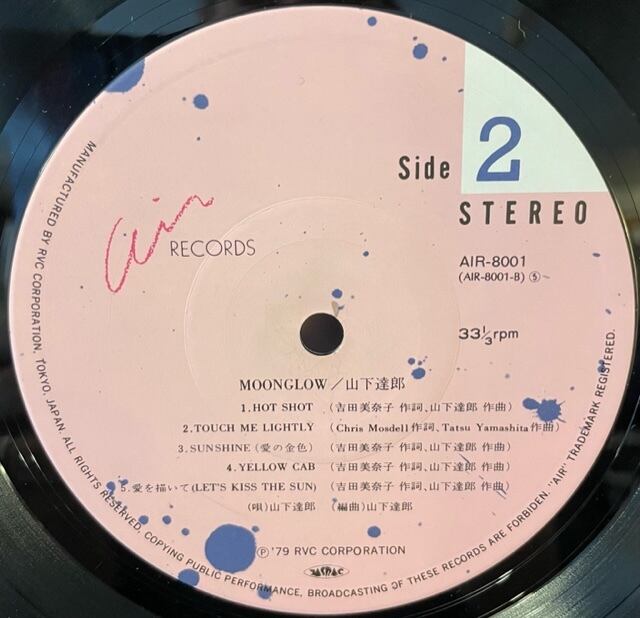 Side 2
STEREO
air RECORDS
AIR-8001
(AIR-8001-B) ⑤
33⅓rpm
MOONGLOW／山下達郎
1.HOT SHOT (吉田美奈子 作詞､山下達郎 作曲)
2.TOUCH ME LIGHTLY (Chris Mosdell作詞､Tatsu Yamashita作曲)
3.SUNSHINE (愛の金色) (吉田美奈子 作詞､山下達郎 作曲)
4.YELLOW CAB (吉田美奈子 作詞､山下達郎 作曲)
5.愛を描いて(LET'S KISS THE SUN) (吉田美奈子 作詞､山下達郎 作曲)
(唄)山下達郎 (編曲)山下達郎
Ⓟ'79 RVC CORPORATION
JASRAC
MANUFACTURED BY RVC CORPORATION, TOKYO, JAPAN. ALL RIGHTS RESERVED. COPYING PUBLIC PERFORMANCE, BROADCASTING OF THESE RECORDS ARE FORBIDEN. "AIR" TRADEMARK REGISTERED.